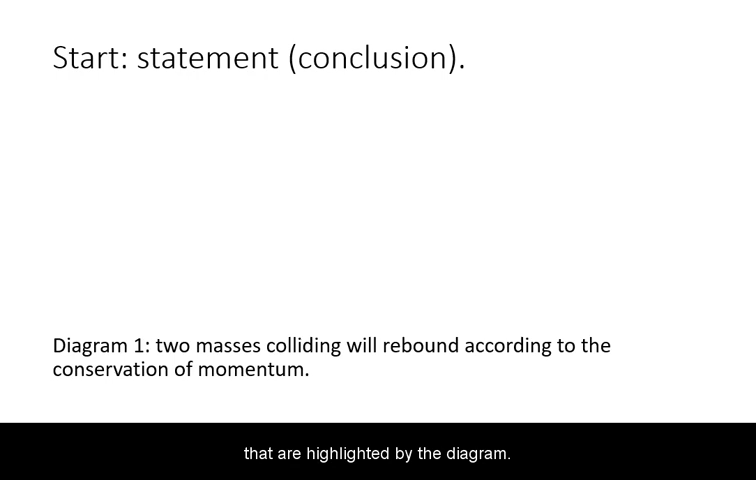 Start: statement (conclusion).
Diagram 1: two masses colliding will rebound according to the
conservation of momentum.
that are highlighted by the diagram.